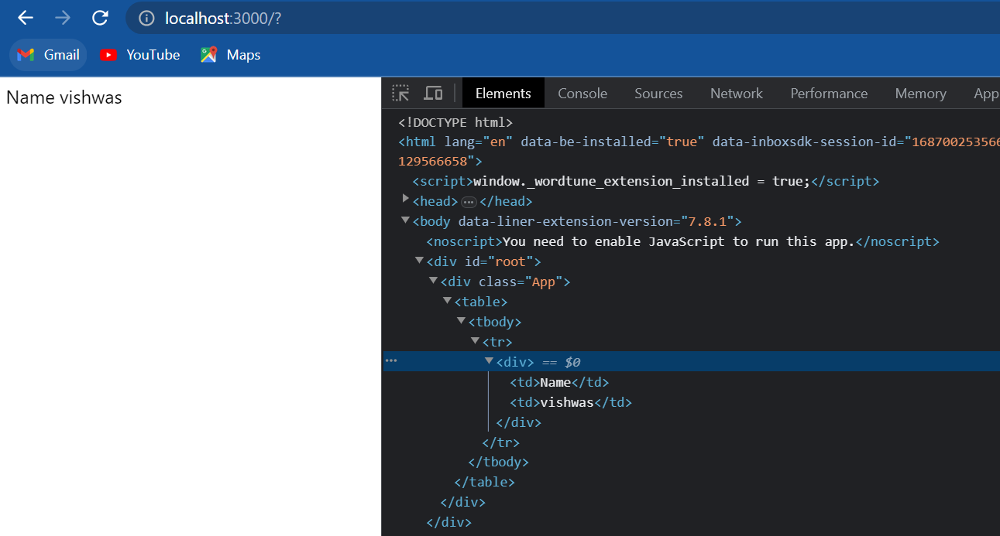 localhost:3000/?
Gmail YouTube Maps
Name vishwas
Elements Console Sources Network Performance Memory App
<!DOCTYPE html>
<html lang="en" data-be-installed="true" data-inboxsdk-session-id="168700253566
129566658">
<script>window._wordtune_extension_installed = true;</script>
<head>…</head>
<body data-liner-extension-version="7.8.1">
<noscript>You need to enable JavaScript to run this app.</noscript>
<div id="root">
<div class="App">
<table>
<tbody>
<tr>
<div> == $0
<td>Name</td>
<td>vishwas</td>
</div>
</tr>
</tbody>
</table>
</div>
</div>